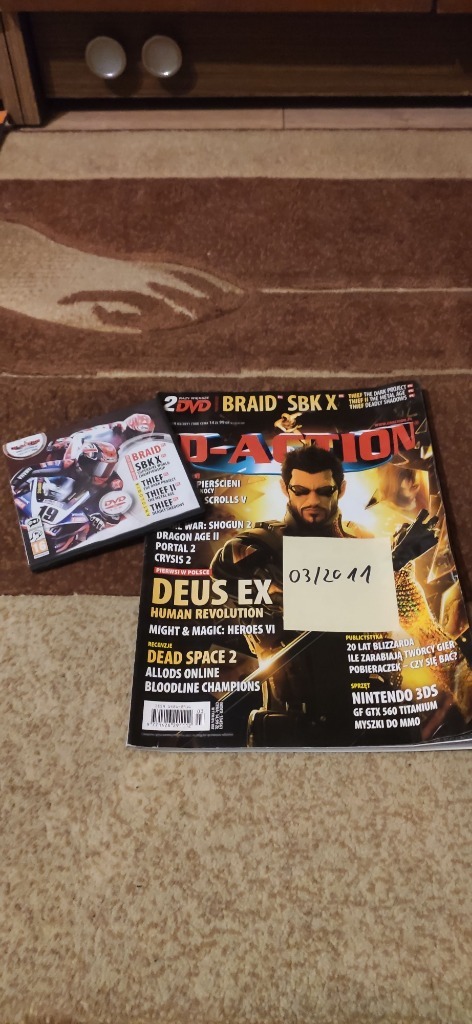 2 DVD BRAID SBK X
THIEF THE DARK PROJECT
THIEF II THE METAL AGE
THIEF DEADLY SHADOWS
D-ACTION
PIERŚCIENI
SCROLLS V
WAR: SHOGUN 2
DRAGON AGE II
PORTAL 2
CRYSIS 2
PIERWSI W POLSCE
DEUS EX
HUMAN REVOLUTION
MIGHT & MAGIC: HEROES VI
RECENZJE
DEAD SPACE 2
ALLODS ONLINE
BLOODLINE CHAMPIONS
03/2011
PUBLICYSTYKA
20 LAT BLIZZARDA
ILE ZARABIAJĄ TWÓRCY GIER
POBIERACZEK – CZY SIĘ BAĆ?
SPRZĘT
NINTENDO 3DS
GF GTX 560 TITANIUM
MYSZKI DO MMO
BRAID
SBK X
THIEF
THIEF II
THIEF
DVD
19